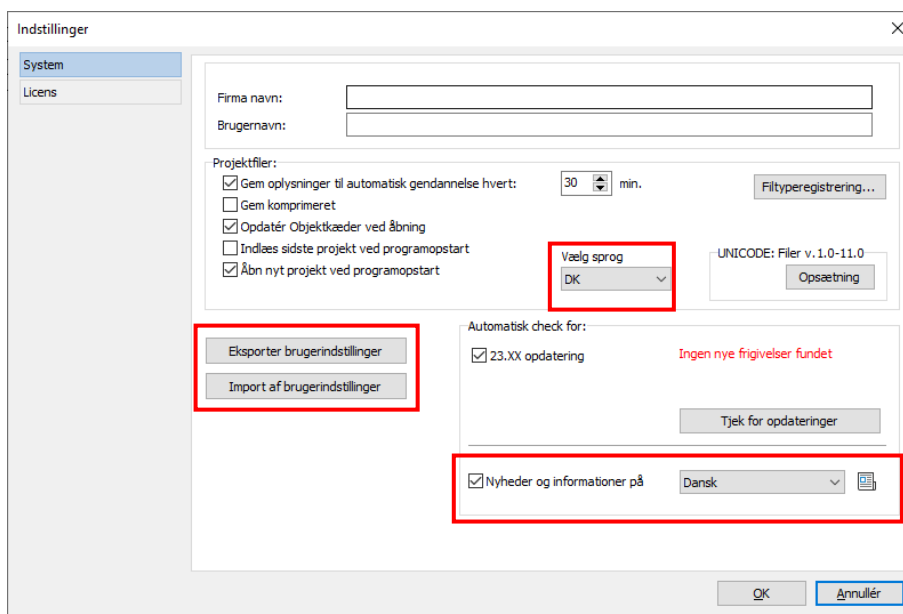 Indstillinger
System
Licens
Firma navn:
Brugernavn:
Projektfiler:
Gem oplysninger til automatisk gendannelse hvert: 30 min.
Filtyperegistrering...
Gem komprimeret
Opdatér Objektkæder ved åbning
Indlæs sidste projekt ved programopstart
Åbn nyt projekt ved programopstart
Vælg sprog
DK
UNICODE: Filer v.1.0-11.0
Opsætning
Eksporter brugerindstillinger
Import af brugerindstillinger
Automatisk check for:
23.XX opdatering Ingen nye frigivelser fundet
Tjek for opdateringer
Nyheder og informationer på Dansk
OK Annullér